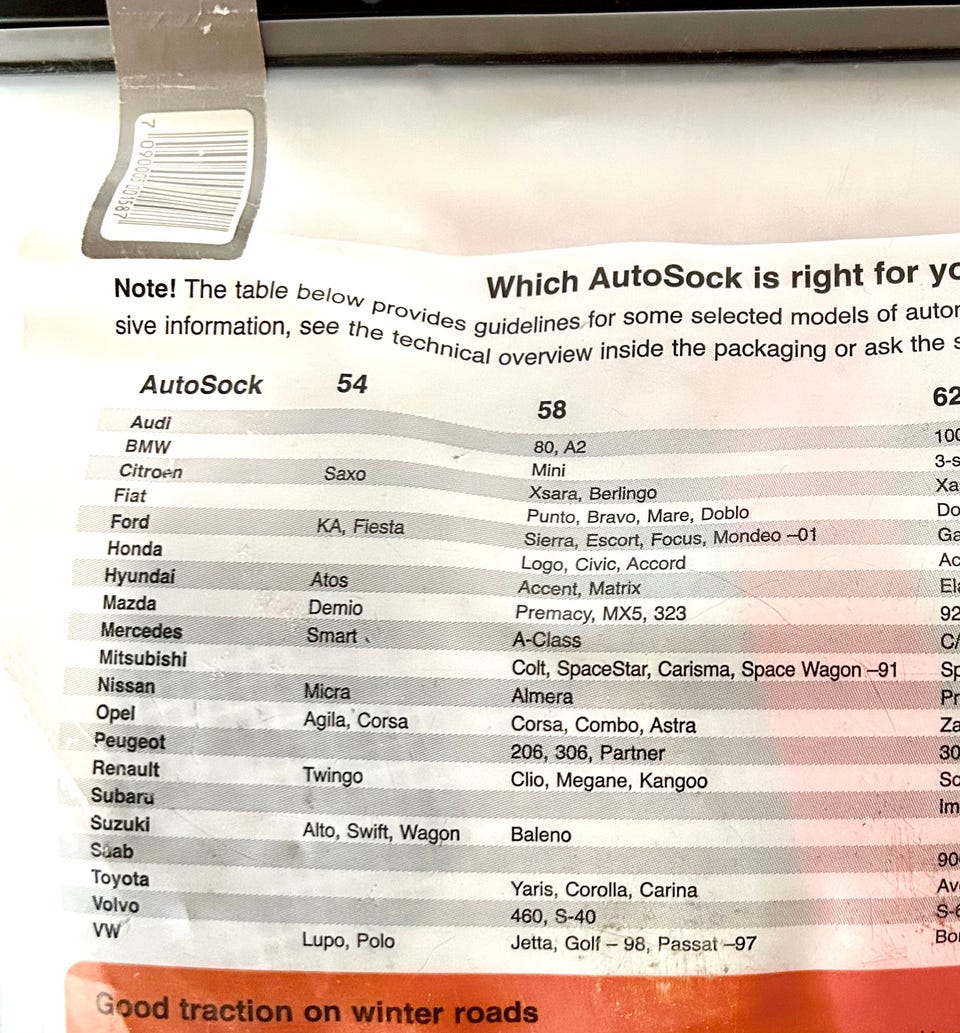 7 090005 001587
Which AutoSock is right for
Note! The table below provides guidelines for some selected models of
sive information, see the technical overview inside the packaging or ask the
AutoSock 54 58 62
Audi 80, A2 100
BMW Mini
Citroen Saxo Xsara, Berlingo
Fiat Punto, Bravo, Mare, Doblo
Ford KA, Fiesta Sierra, Escort, Focus, Mondeo –01
Honda Logo, Civic, Accord
Hyundai Atos Accent, Matrix
Mazda Demio Premacy, MX5, 323
Mercedes Smart A-Class
Mitsubishi Colt, SpaceStar, Carisma, Space Wagon –91
Nissan Micra Almera
Opel Agila, Corsa Corsa, Combo, Astra
Peugeot 206, 306, Partner
Renault Twingo Clio, Megane, Kangoo
Subaru
Suzuki Alto, Swift, Wagon Baleno
Saab
Toyota Yaris, Corolla, Carina
Volvo 460, S-40
VW Lupo, Polo Jetta, Golf – 98, Passat –97
Good traction on winter roads